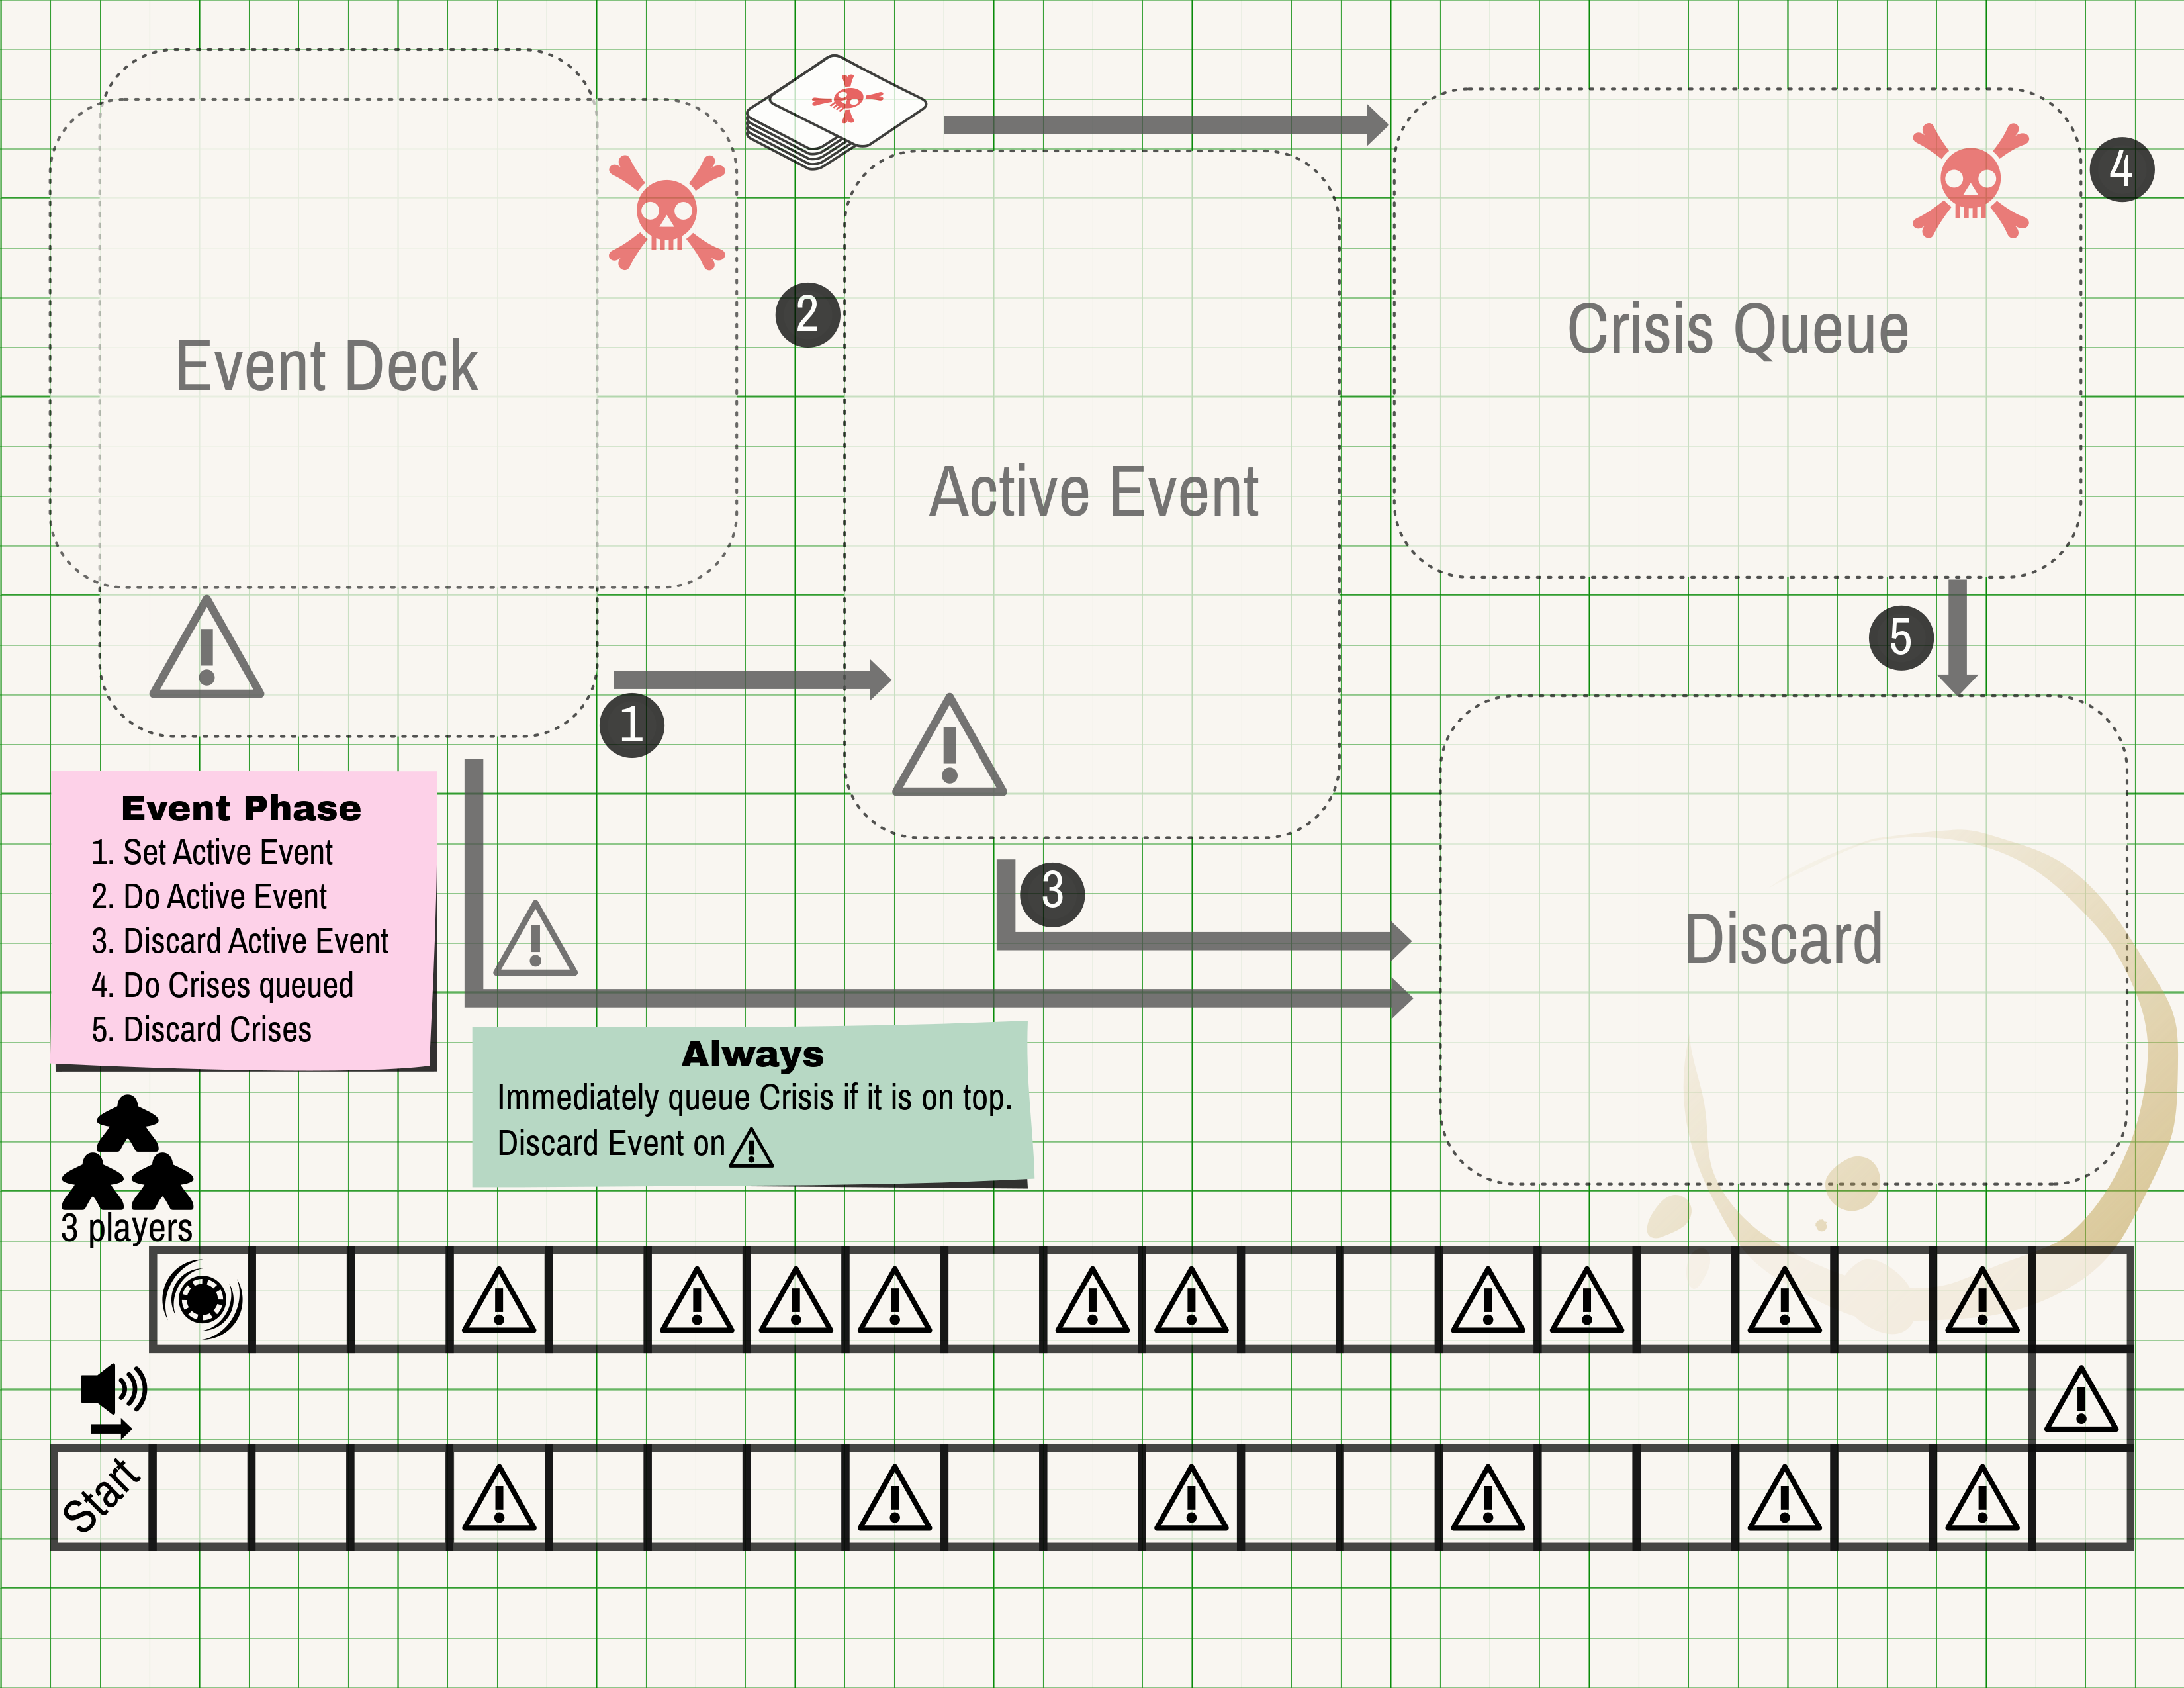 Event Deck
2
Active Event
Crisis Queue
4
1
5
Event Phase
1. Set Active Event
2. Do Active Event
3. Discard Active Event
4. Do Crises queued
5. Discard Crises
3
Discard
Always
Immediately queue Crisis if it is on top.
Discard Event on
3 players
Start